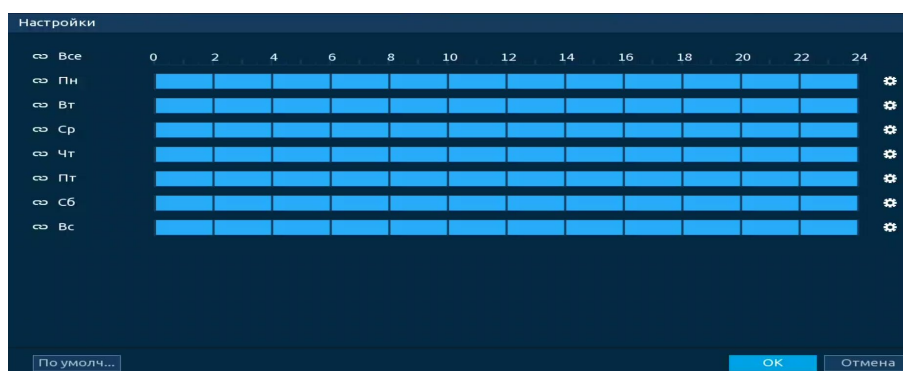 Настройки
Все 0 2 4 6 8 10 12 14 16 18 20 22 24
Пн
Вт
Ср
Чт
Пт
Сб
Вс
По умолч... OK Отмена